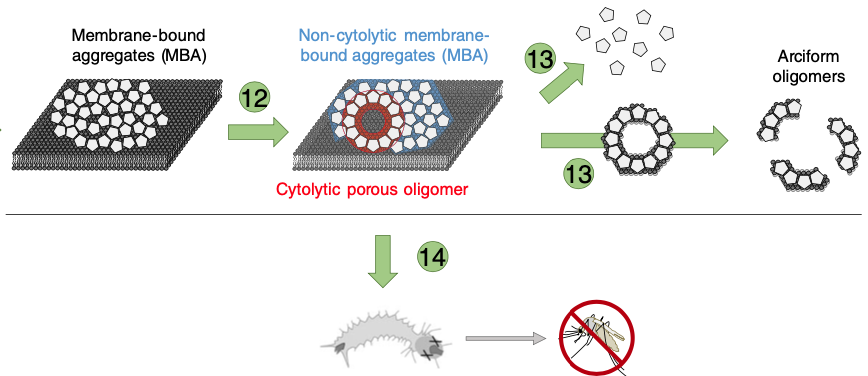 Membrane-bound
aggregates (MBA)
12
Non-cytolytic membrane-
bound aggregates (MBA)
Cytolytic porous oligomer
13
13
Arciform
oligomers
14